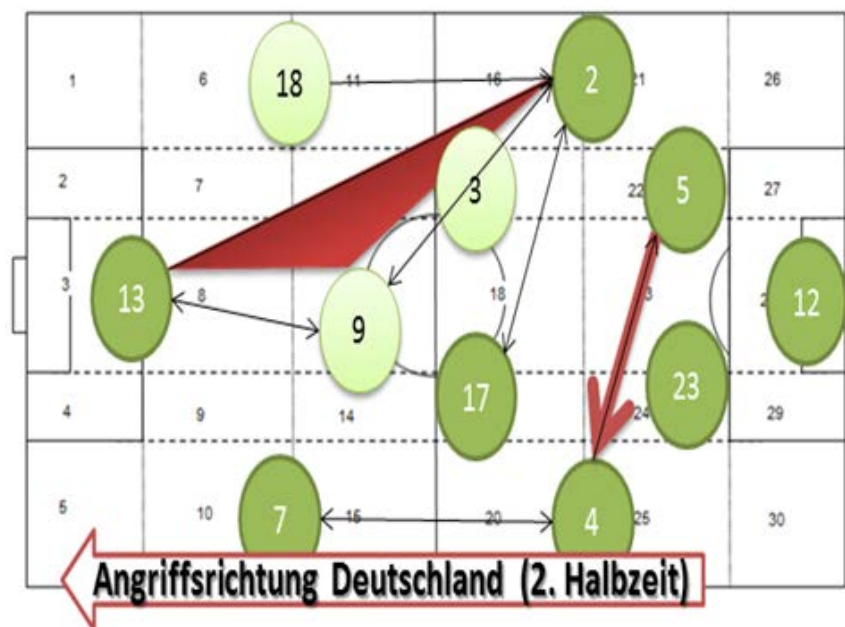 1 6 18 11 16 2 21 26
2 7 3 22 5 27
3 13 8 9 18 3 2 12
4 9 14 17 24 23 29
5 10 7 15 20 4 25 30
Angriffsrichtung Deutschland (2. Halbzeit)